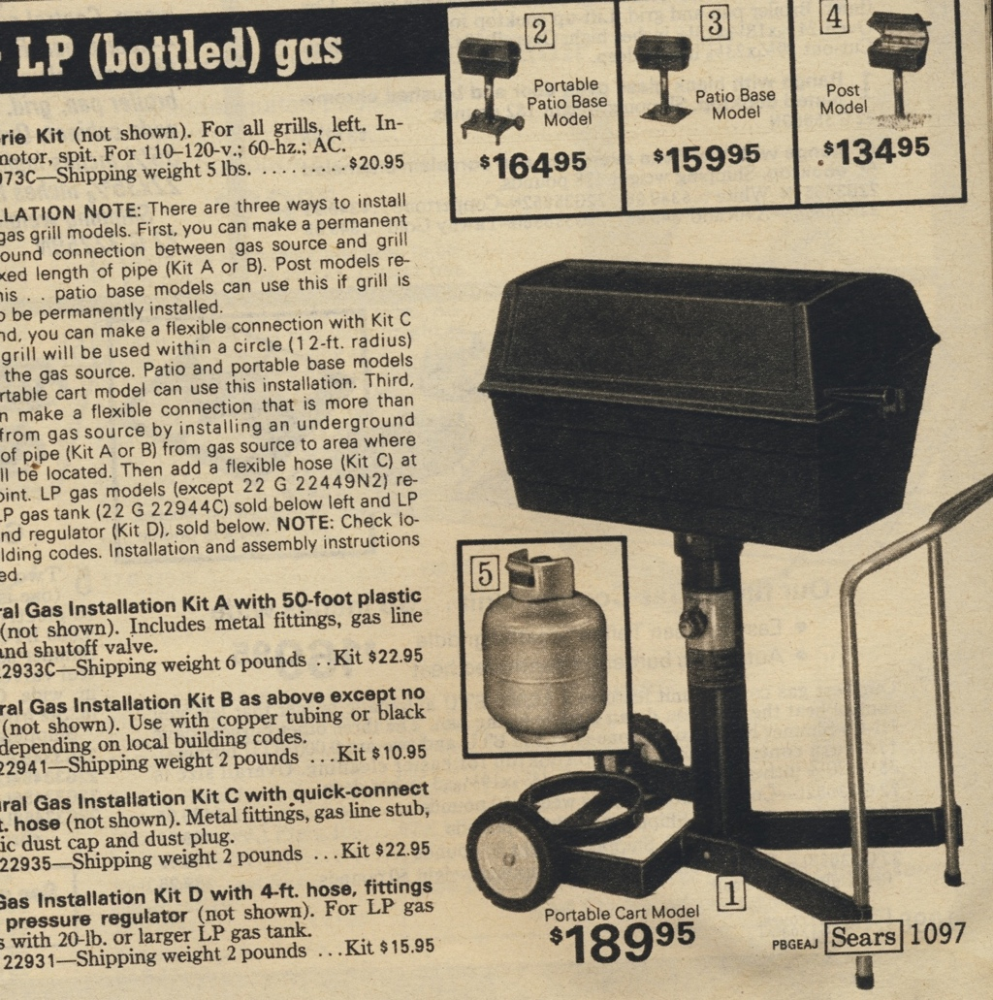 LP (bottled) gas
rie Kit (not shown). For all grills, left. In-
motor, spit. For 110–120-v.; 60-hz.; AC.
073C—Shipping weight 5 lbs. ..........$20.95
LLATION NOTE: There are three ways to install
gas grill models. First, you can make a permanent
ound connection between gas source and grill
xed length of pipe (Kit A or B). Post models re-
his . . patio base models can use this if grill is
o be permanently installed.
nd, you can make a flexible connection with Kit C
grill will be used within a circle (12-ft. radius)
the gas source. Patio and portable base models
rtable cart model can use this installation. Third,
n make a flexible connection that is more than
from gas source by installing an underground
of pipe (Kit A or B) from gas source to area where
ll be located. Then add a flexible hose (Kit C) at
oint. LP gas models (except 22 G 22449N2) re-
LP gas tank (22 G 22944C) sold below left and LP
nd regulator (Kit D), sold below. NOTE: Check lo-
lding codes. Installation and assembly instructions
ed.
ral Gas Installation Kit A with 50-foot plastic
(not shown). Includes metal fittings, gas line
and shutoff valve.
22933C—Shipping weight 6 pounds ..Kit $22.95
ral Gas Installation Kit B as above except no
(not shown). Use with copper tubing or black
depending on local building codes.
22941—Shipping weight 2 pounds ...Kit $10.95
ural Gas Installation Kit C with quick-connect
t. hose (not shown). Metal fittings, gas line stub,
ic dust cap and dust plug.
22935—Shipping weight 2 pounds ...Kit $22.95
Gas Installation Kit D with 4-ft. hose, fittings
pressure regulator (not shown). For LP gas
s with 20-lb. or larger LP gas tank.
22931—Shipping weight 2 pounds ...Kit $15.95
2
Portable
Patio Base
Model
$164.95
3
Patio Base
Model
$159.95
4
Post
Model
$134.95
5
1
Portable Cart Model
$189.95
PBGEAJ Sears 1097